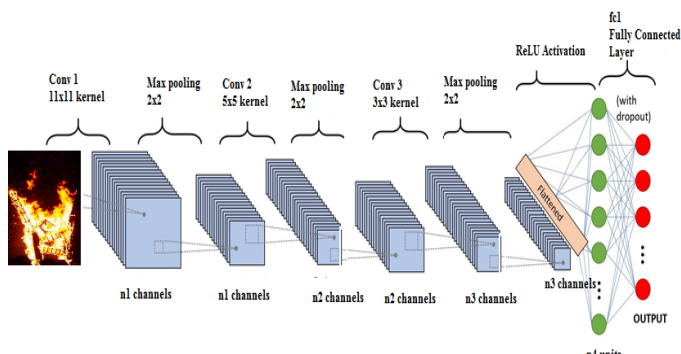 fc1
Fully Connected
Layer
ReLU Activation
Conv 1
11x11 kernel
Max pooling
2x2
Conv 2
5x5 kernel
Max pooling
2x2
Conv 3
3x3 kernel
Max pooling
2x2
(with
dropout)
Flattened
n1 channels
n1 channels
n2 channels
n2 channels
n3 channels
n3 channels
OUTPUT
n4 units